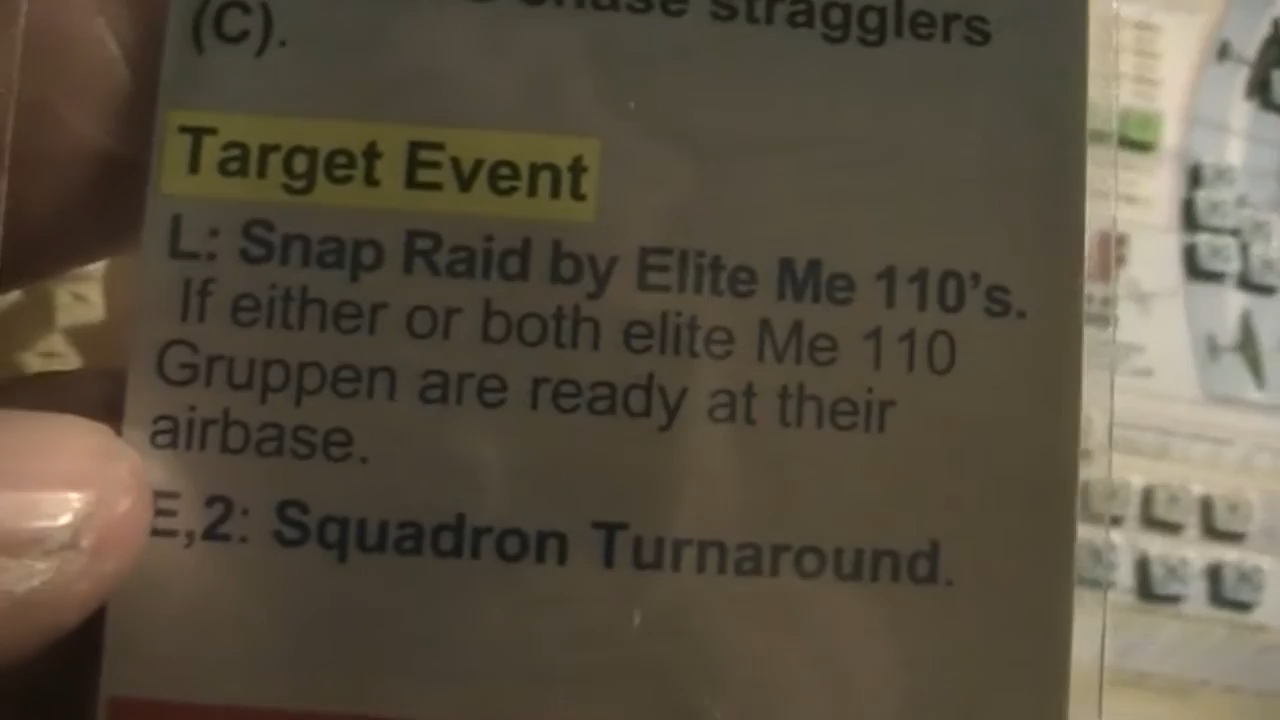 chase stragglers
(C).
Target Event
L: Snap Raid by Elite Me 110's.
If either or both elite Me 110
Gruppen are ready at their
airbase.
E,2: Squadron Turnaround.